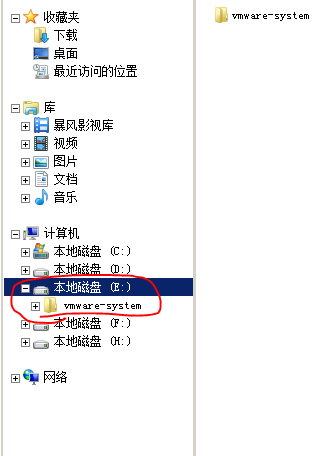 收藏夹
下载
桌面
最近访问的位置
库
暴风影视库
视频
图片
文档
音乐
计算机
本地磁盘 (C:)
本地磁盘 (D:)
本地磁盘 (E:)
vmware-system
本地磁盘 (F:)
本地磁盘 (H:)
网络
vmware-system